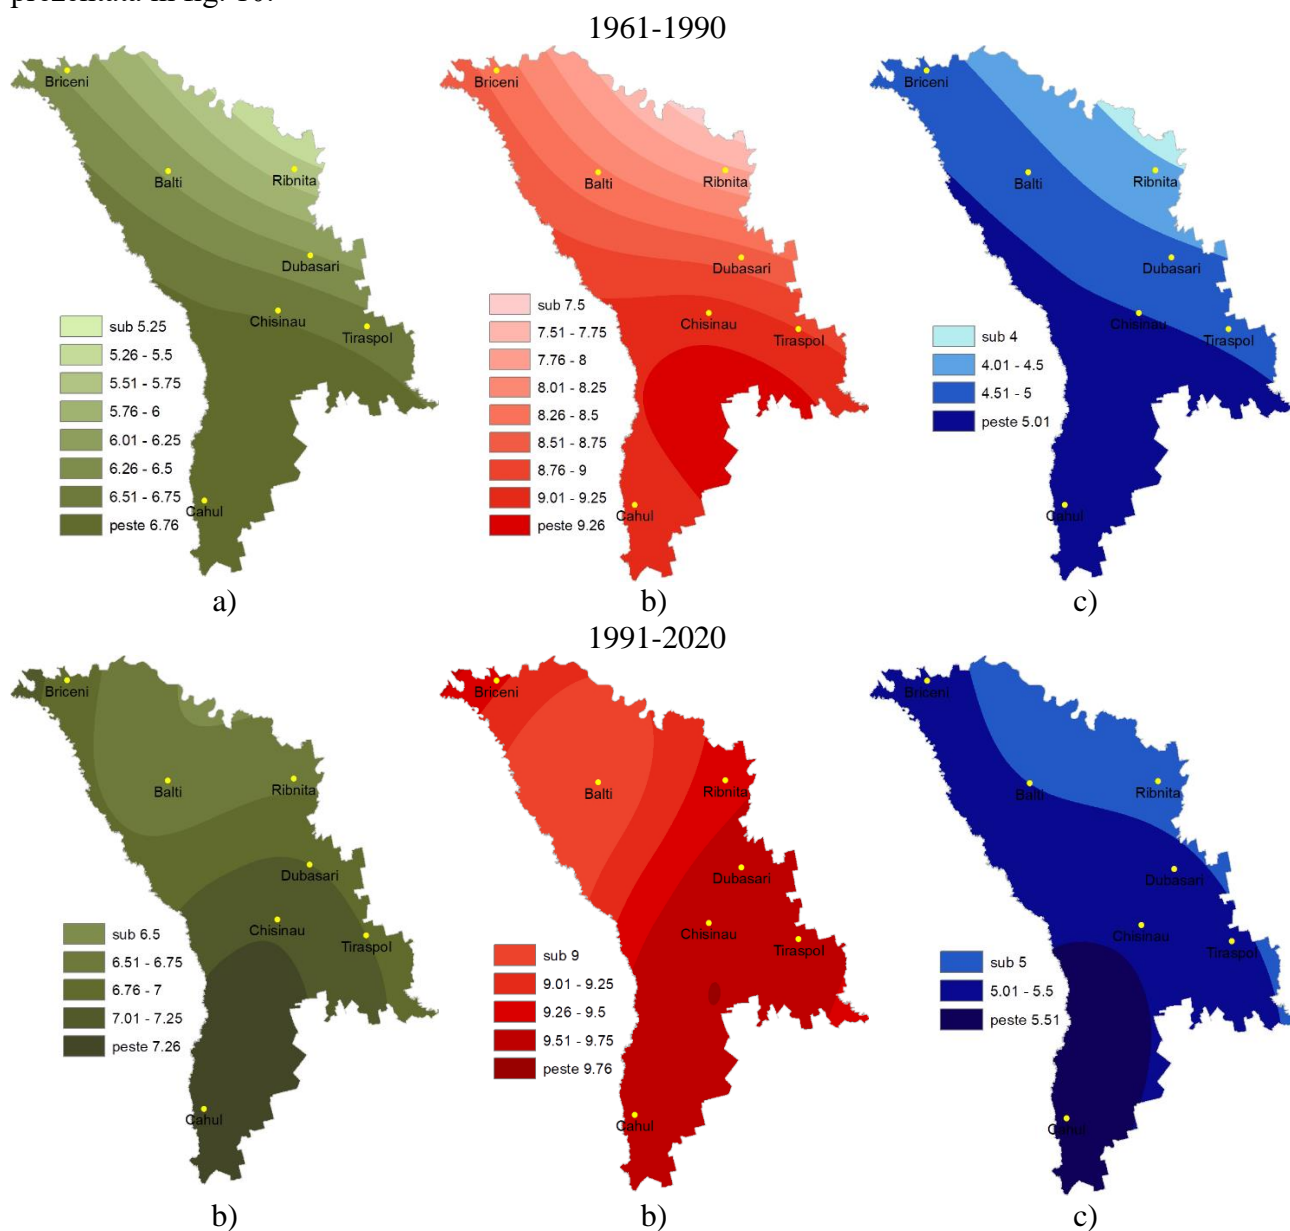 prezentată în fig. 10.
1961-1990
Briceni
Balti
Ribnita
Dubasari
Chisinau
Tiraspol
Cahul
sub 5.25
5.26 - 5.5
5.51 - 5.75
5.76 - 6
6.01 - 6.25
6.26 - 6.5
6.51 - 6.75
peste 6.76
a)
Briceni
Balti
Ribnita
Dubasari
Chisinau
Tiraspol
Cahul
sub 7.5
7.51 - 7.75
7.76 - 8
8.01 - 8.25
8.26 - 8.5
8.51 - 8.75
8.76 - 9
9.01 - 9.25
peste 9.26
b)
Briceni
Balti
Ribnita
Dubasari
Chisinau
Tiraspol
Cahul
sub 4
4.01 - 4.5
4.51 - 5
peste 5.01
c)
1991-2020
Briceni
Balti
Ribnita
Dubasari
Chisinau
Tiraspol
Cahul
sub 6.5
6.51 - 6.75
6.76 - 7
7.01 - 7.25
peste 7.26
b)
Briceni
Balti
Ribnita
Dubasari
Chisinau
Tiraspol
Cahul
sub 9
9.01 - 9.25
9.26 - 9.5
9.51 - 9.75
peste 9.76
b)
Briceni
Balti
Ribnita
Dubasari
Chisinau
Tiraspol
Cahul
sub 5
5.01 - 5.5
peste 5.51
c)